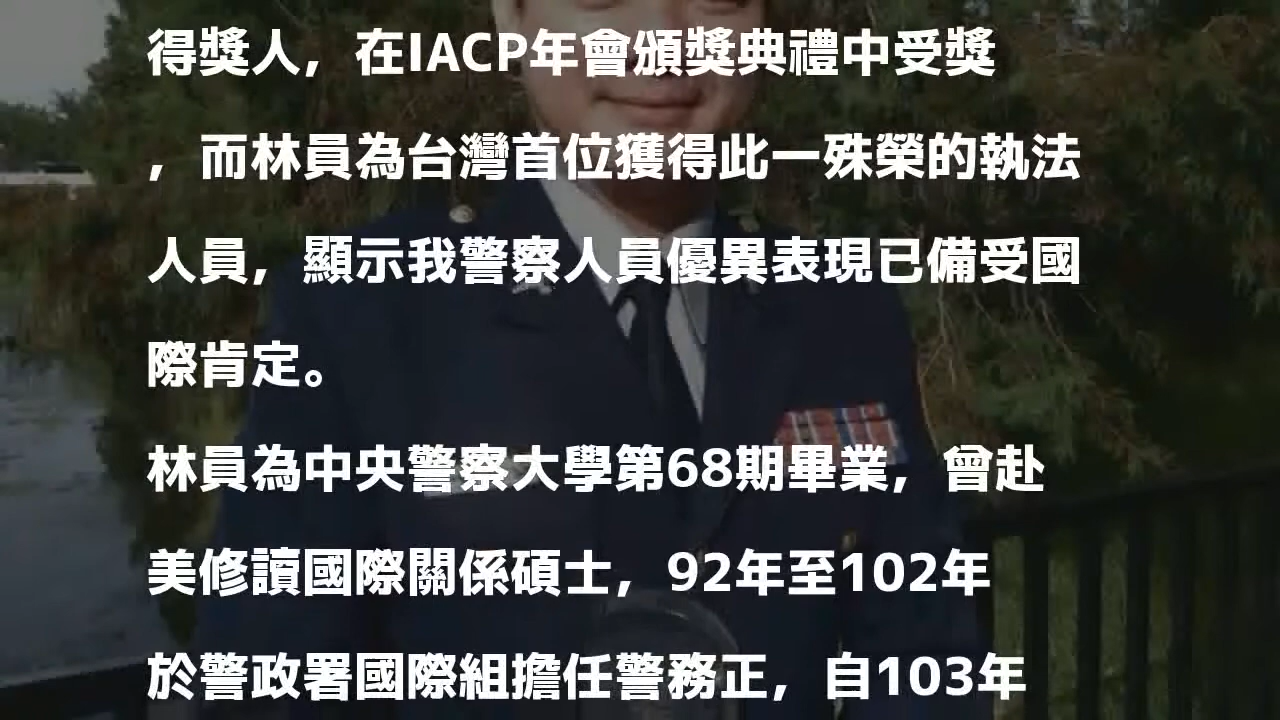 得獎人，在IACP年會頒獎典禮中受獎
，而林員為台灣首位獲得此一殊榮的執法
人員，顯示我警察人員優異表現已備受國
際肯定。
林員為中央警察大學第68期畢業，曾赴
美修讀國際關係碩士，92年至102年
於警政署國際組擔任警務正，自103年